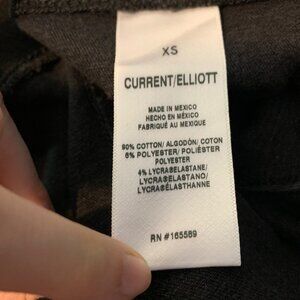 XS
CURRENT/ELLIOTT
MADE IN MEXICO
HECHO EN MÉXICO
FABRIQUÉ AU MEXIQUE
90% COTTON/ ALGODÓN/ COTON
6% POLYESTER/ POLIÉSTER
POLYESTER
4% LYCRA®ELASTANE/
LYCRA®ELASTANO/
LYCRA®ÉLASTHANNE
RN #165589